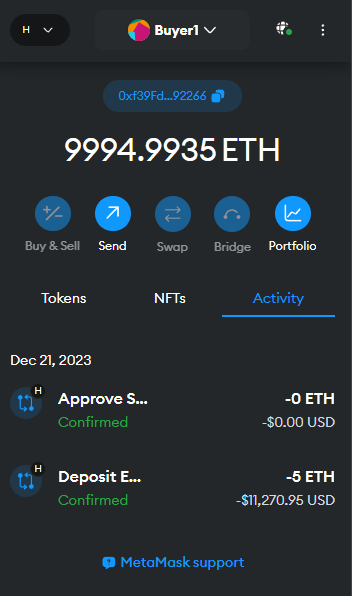 H
Buyer1
0xf39Fd...92266
9994.9935 ETH
Buy & Sell Send Swap Bridge Portfolio
Tokens NFTs Activity
Dec 21, 2023
H
Approve S... -0 ETH
Confirmed -$0.00 USD
H
Deposit E... -5 ETH
Confirmed -$11,270.95 USD
MetaMask support